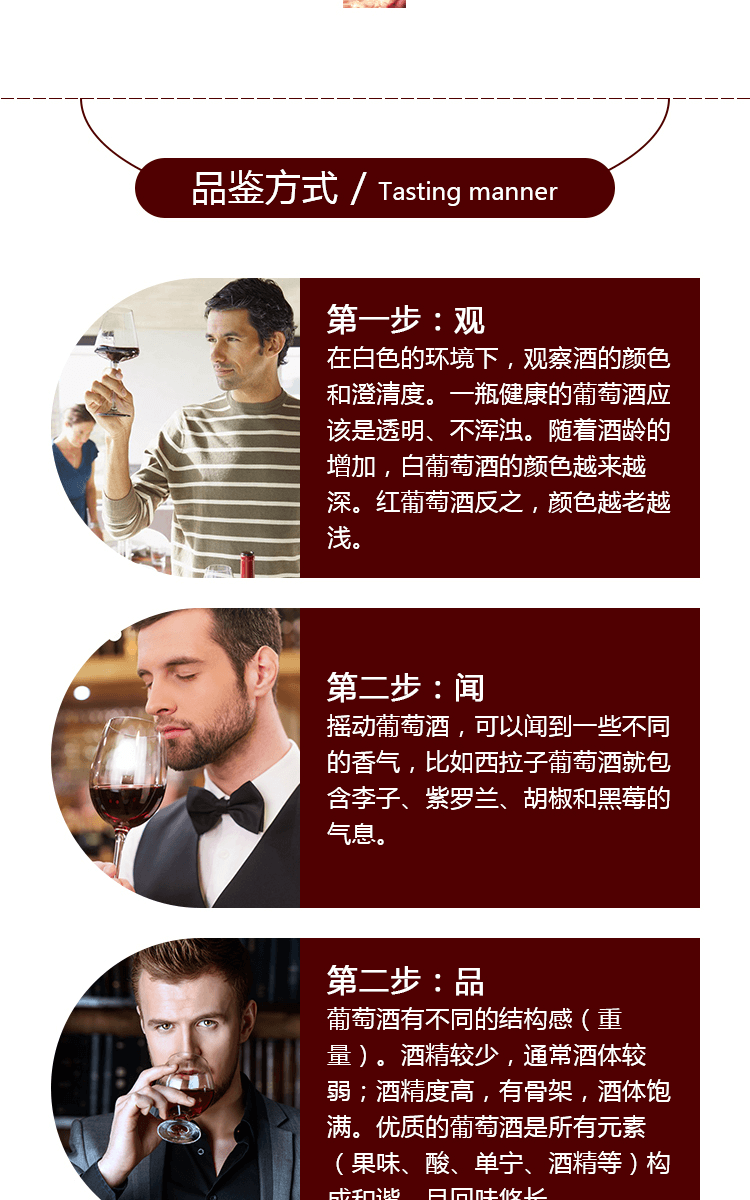 品鉴方式 / Tasting manner
第一步：观
在白色的环境下，观察酒的颜色
和澄清度。一瓶健康的葡萄酒应
该是透明、不浑浊。随着酒龄的
增加，白葡萄酒的颜色越来越
深。红葡萄酒反之，颜色越老越
浅。
第二步：闻
摇动葡萄酒，可以闻到一些不同
的香气，比如西拉子葡萄酒就包
含李子、紫罗兰、胡椒和黑莓的
气息。
第二步：品
葡萄酒有不同的结构感（重
量）。酒精较少，通常酒体较
弱；酒精度高，有骨架，酒体饱
满。优质的葡萄酒是所有元素
（果味、酸、单宁、酒精等）构
成和谐，且回味悠长